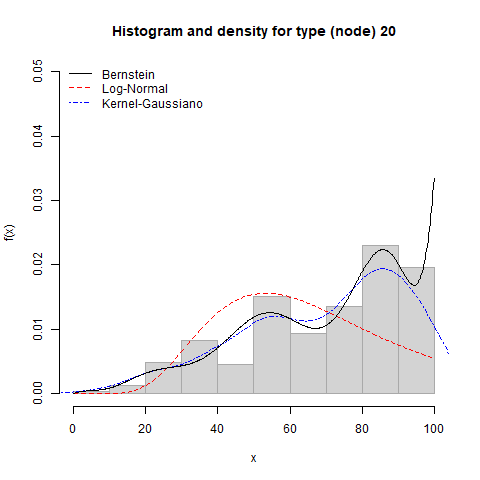 Histogram and density for type (node) 20
Bernstein
Log-Normal
Kernel-Gaussiano
0.05
0.04
0.03
0.02
0.01
0.00
f(x)
0 20 40 60 80 100
x